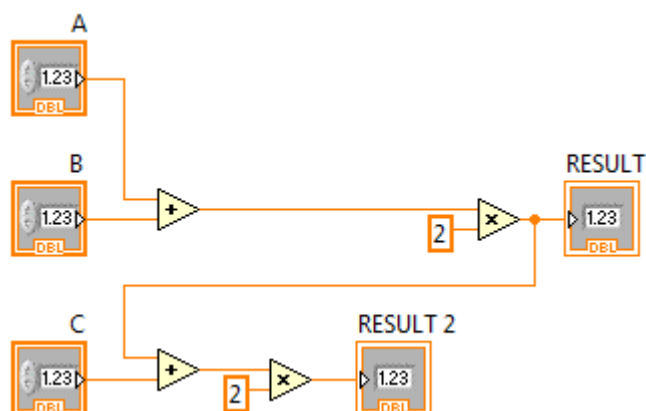 A
1.23
DBL
B
RESULT
1.23
+
×
1.23
DBL
2
DBL
C
RESULT 2
1.23
+
×
1.23
DBL
2
DBL